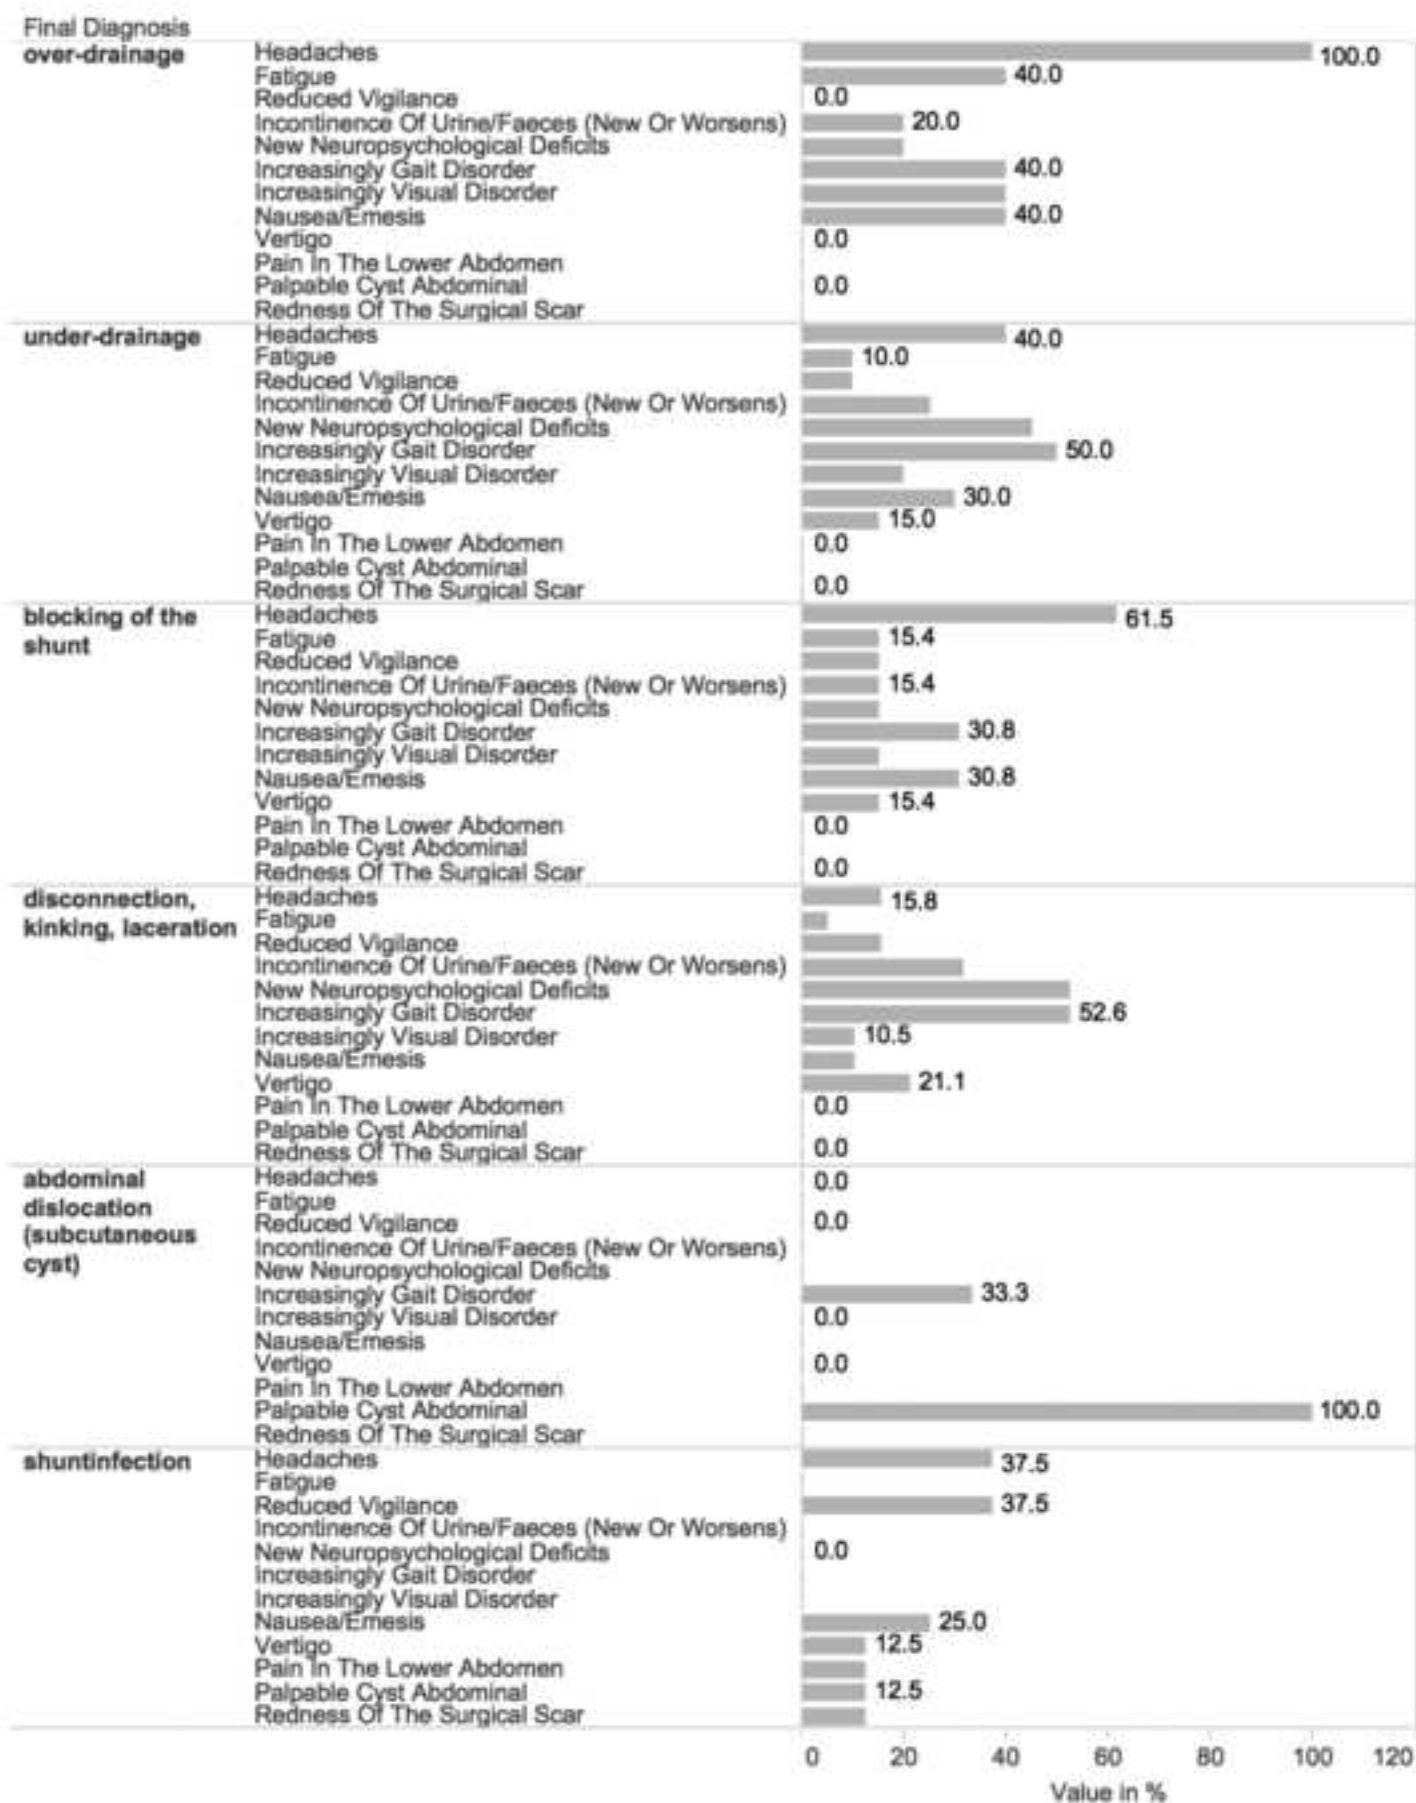 Final Diagnosis
over-drainage Headaches 100.0
Fatigue 40.0
Reduced Vigilance 0.0
Incontinence Of Urine/Faeces (New Or Worsens) 20.0
New Neuropsychological Deficits
Increasingly Gait Disorder 40.0
Increasingly Visual Disorder
Nausea/Emesis 40.0
Vertigo 0.0
Pain In The Lower Abdomen
Palpable Cyst Abdominal 0.0
Redness Of The Surgical Scar
under-drainage Headaches 40.0
Fatigue 10.0
Reduced Vigilance
Incontinence Of Urine/Faeces (New Or Worsens)
New Neuropsychological Deficits
Increasingly Gait Disorder 50.0
Increasingly Visual Disorder
Nausea/Emesis 30.0
Vertigo 15.0
Pain In The Lower Abdomen 0.0
Palpable Cyst Abdominal
Redness Of The Surgical Scar 0.0
blocking of the Headaches 61.5
shunt Fatigue 15.4
Reduced Vigilance
Incontinence Of Urine/Faeces (New Or Worsens) 15.4
New Neuropsychological Deficits
Increasingly Gait Disorder 30.8
Increasingly Visual Disorder
Nausea/Emesis 30.8
Vertigo 15.4
Pain In The Lower Abdomen 0.0
Palpable Cyst Abdominal
Redness Of The Surgical Scar 0.0
disconnection, Headaches 15.8
kinking, laceration Fatigue
Reduced Vigilance
Incontinence Of Urine/Faeces (New Or Worsens)
New Neuropsychological Deficits
Increasingly Gait Disorder 52.6
Increasingly Visual Disorder 10.5
Nausea/Emesis
Vertigo 21.1
Pain In The Lower Abdomen 0.0
Palpable Cyst Abdominal
Redness Of The Surgical Scar 0.0
abdominal Headaches 0.0
dislocation Fatigue
(subcutaneous Reduced Vigilance 0.0
cyst) Incontinence Of Urine/Faeces (New Or Worsens)
New Neuropsychological Deficits
Increasingly Gait Disorder 33.3
Increasingly Visual Disorder 0.0
Nausea/Emesis
Vertigo 0.0
Pain In The Lower Abdomen
Palpable Cyst Abdominal 100.0
Redness Of The Surgical Scar
shuntinfection Headaches 37.5
Fatigue
Reduced Vigilance 37.5
Incontinence Of Urine/Faeces (New Or Worsens)
New Neuropsychological Deficits 0.0
Increasingly Gait Disorder
Increasingly Visual Disorder
Nausea/Emesis 25.0
Vertigo 12.5
Pain In The Lower Abdomen
Palpable Cyst Abdominal 12.5
Redness Of The Surgical Scar
0 20 40 60 80 100 120
Value in %